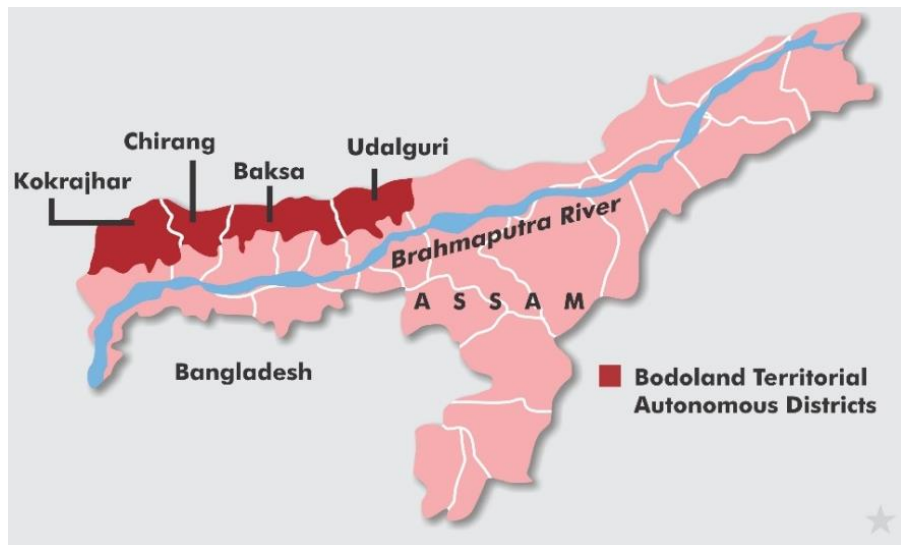 Chirang
Udalguri
Baksa
Kokrajhar
Brahmaputra River
A S S A M
Bangladesh
Bodoland Territorial
Autonomous Districts